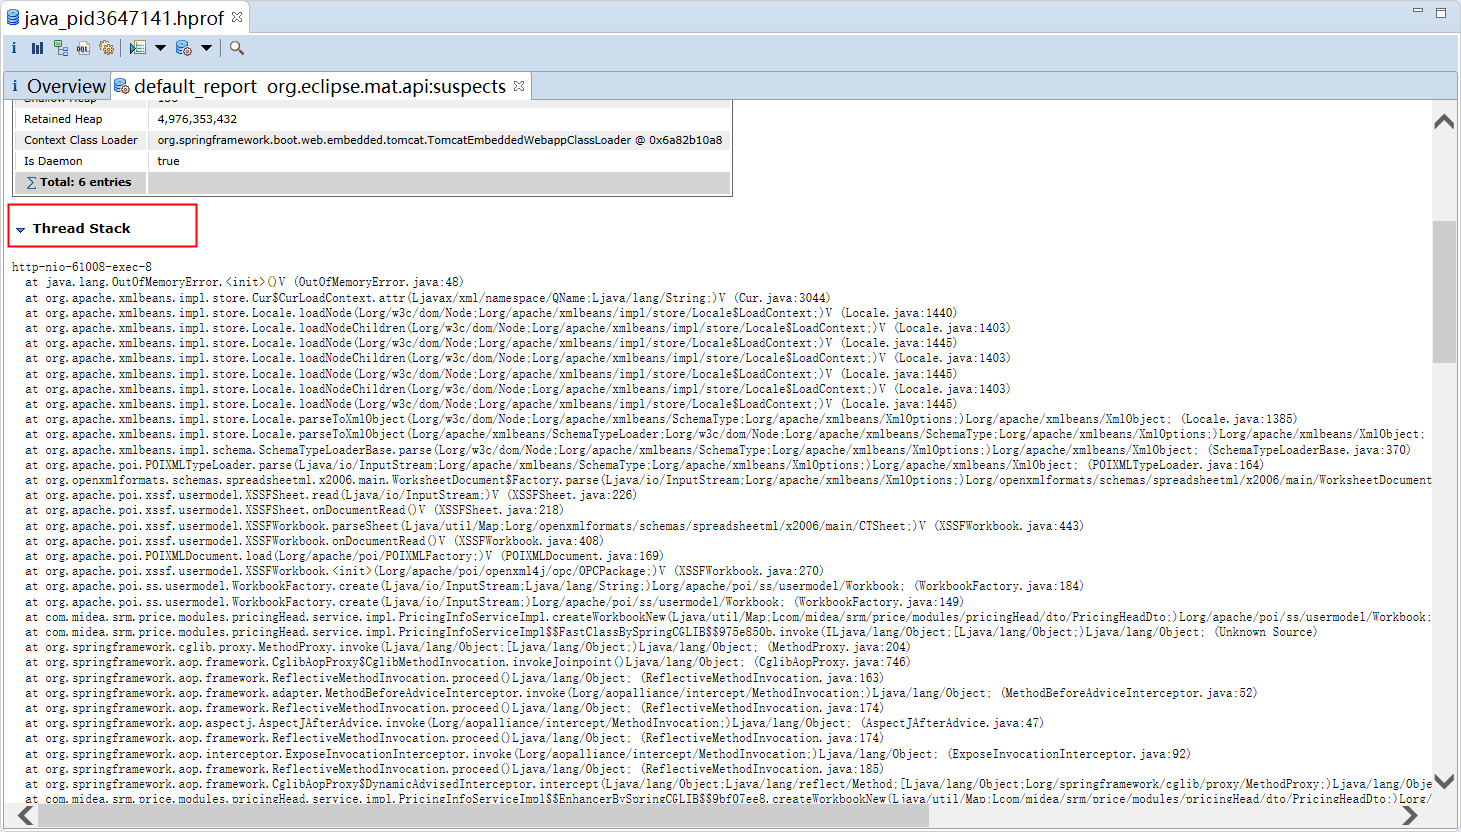 java_pid3647141.hprof
Overview
default_report org.eclipse.mat.api:suspects
Retained Heap 4,976,353,432
Context Class Loader org.springframework.boot.web.embedded.tomcat.TomcatEmbeddedWebappClassLoader @ 0x6a82b10a8
Is Daemon true
∑ Total: 6 entries
Thread Stack
http-nio-61008-exec-8
at java.lang.OutOfMemoryError.<init>()V (OutOfMemoryError.java:48)
at org.apache.xmlbeans.impl.store.Cur$CurLoadContext.attr(Ljavax/xml/namespace/QName;Ljava/lang/String;)V (Cur.java:3044)
at org.apache.xmlbeans.impl.store.Locale.loadNode(Lorg/w3c/dom/Node;Lorg/apache/xmlbeans/impl/store/Locale$LoadContext;)V (Locale.java:1440)
at org.apache.xmlbeans.impl.store.Locale.loadNodeChildren(Lorg/w3c/dom/Node;Lorg/apache/xmlbeans/impl/store/Locale$LoadContext;)V (Locale.java:1403)
at org.apache.xmlbeans.impl.store.Locale.loadNode(Lorg/w3c/dom/Node;Lorg/apache/xmlbeans/impl/store/Locale$LoadContext;)V (Locale.java:1445)
at org.apache.xmlbeans.impl.store.Locale.loadNodeChildren(Lorg/w3c/dom/Node;Lorg/apache/xmlbeans/impl/store/Locale$LoadContext;)V (Locale.java:1403)
at org.apache.xmlbeans.impl.store.Locale.loadNode(Lorg/w3c/dom/Node;Lorg/apache/xmlbeans/impl/store/Locale$LoadContext;)V (Locale.java:1445)
at org.apache.xmlbeans.impl.store.Locale.loadNodeChildren(Lorg/w3c/dom/Node;Lorg/apache/xmlbeans/impl/store/Locale$LoadContext;)V (Locale.java:1403)
at org.apache.xmlbeans.impl.store.Locale.loadNode(Lorg/w3c/dom/Node;Lorg/apache/xmlbeans/impl/store/Locale$LoadContext;)V (Locale.java:1445)
at org.apache.xmlbeans.impl.store.Locale.parseToXmlObject(Lorg/w3c/dom/Node;Lorg/apache/xmlbeans/SchemaType;Lorg/apache/xmlbeans/XmlOptions;)Lorg/apache/xmlbeans/XmlObject; (Locale.java:1385)
at org.apache.xmlbeans.impl.store.Locale.parseToXmlObject(Lorg/apache/xmlbeans/SchemaTypeLoader;Lorg/w3c/dom/Node;Lorg/apache/xmlbeans/SchemaType;Lorg/apache/xmlbeans/XmlOptions;)Lorg/apache/xmlbeans/XmlObject;
at org.apache.xmlbeans.impl.schema.SchemaTypeLoaderBase.parse(Lorg/w3c/dom/Node;Lorg/apache/xmlbeans/SchemaType;Lorg/apache/xmlbeans/XmlOptions;)Lorg/apache/xmlbeans/XmlObject; (SchemaTypeLoaderBase.java:370)
at org.apache.poi.POIXMLTypeLoader.parse(Ljava/io/InputStream;Lorg/apache/xmlbeans/SchemaType;Lorg/apache/xmlbeans/XmlOptions;)Lorg/apache/xmlbeans/XmlObject; (POIXMLTypeLoader.java:164)
at org.openxmlformats.schemas.spreadsheetml.x2006.main.WorksheetDocument$Factory.parse(Ljava/io/InputStream;Lorg/apache/xmlbeans/XmlOptions;)Lorg/openxmlformats/schemas/spreadsheetml/x2006/main/WorksheetDocument
at org.apache.poi.xssf.usermodel.XSSFSheet.read(Ljava/io/InputStream;)V (XSSFSheet.java:226)
at org.apache.poi.xssf.usermodel.XSSFSheet.onDocumentRead()V (XSSFSheet.java:218)
at org.apache.poi.xssf.usermodel.XSSFWorkbook.parseSheet(Ljava/util/Map;Lorg/openxmlformats/schemas/spreadsheetml/x2006/main/CTSheet;)V (XSSFWorkbook.java:443)
at org.apache.poi.xssf.usermodel.XSSFWorkbook.onDocumentRead()V (XSSFWorkbook.java:408)
at org.apache.poi.POIXMLDocument.load(Lorg/apache/poi/POIXMLFactory;)V (POIXMLDocument.java:169)
at org.apache.poi.xssf.usermodel.XSSFWorkbook.<init>(Lorg/apache/poi/openxml4j/opc/OPCPackage;)V (XSSFWorkbook.java:270)
at org.apache.poi.ss.usermodel.WorkbookFactory.create(Ljava/io/InputStream;Ljava/lang/String;)Lorg/apache/poi/ss/usermodel/Workbook; (WorkbookFactory.java:184)
at org.apache.poi.ss.usermodel.WorkbookFactory.create(Ljava/io/InputStream;)Lorg/apache/poi/ss/usermodel/Workbook; (WorkbookFactory.java:149)
at com.midea.srm.price.modules.pricingHead.service.impl.PricingInfoServiceImpl.createWorkbookNew(Ljava/util/Map;Lcom/midea/srm/price/modules/pricingHead/dto/PricingHeadDto;)Lorg/apache/poi/ss/usermodel/Workbook;
at com.midea.srm.price.modules.pricingHead.service.impl.PricingInfoServiceImpl$$FastClassBySpringCGLIB$$975e850b.invoke(ILjava/lang/Object;[Ljava/lang/Object;)Ljava/lang/Object; (Unknown Source)
at org.springframework.cglib.proxy.MethodProxy.invoke(Ljava/lang/Object;[Ljava/lang/Object;)Ljava/lang/Object; (MethodProxy.java:204)
at org.springframework.aop.framework.CglibAopProxy$CglibMethodInvocation.invokeJoinpoint()Ljava/lang/Object; (CglibAopProxy.java:746)
at org.springframework.aop.framework.ReflectiveMethodInvocation.proceed()Ljava/lang/Object; (ReflectiveMethodInvocation.java:163)
at org.springframework.aop.framework.adapter.MethodBeforeAdviceInterceptor.invoke(Lorg/aopalliance/intercept/MethodInvocation;)Ljava/lang/Object; (MethodBeforeAdviceInterceptor.java:52)
at org.springframework.aop.framework.ReflectiveMethodInvocation.proceed()Ljava/lang/Object; (ReflectiveMethodInvocation.java:174)
at org.springframework.aop.aspectj.AspectJAfterAdvice.invoke(Lorg/aopalliance/intercept/MethodInvocation;)Ljava/lang/Object; (AspectJAfterAdvice.java:47)
at org.springframework.aop.framework.ReflectiveMethodInvocation.proceed()Ljava/lang/Object; (ReflectiveMethodInvocation.java:174)
at org.springframework.aop.interceptor.ExposeInvocationInterceptor.invoke(Lorg/aopalliance/intercept/MethodInvocation;)Ljava/lang/Object; (ExposeInvocationInterceptor.java:92)
at org.springframework.aop.framework.ReflectiveMethodInvocation.proceed()Ljava/lang/Object; (ReflectiveMethodInvocation.java:185)
at org.springframework.aop.framework.CglibAopProxy$DynamicAdvisedInterceptor.intercept(Ljava/lang/Object;Ljava/lang/reflect/Method;[Ljava/lang/Object;Lorg/springframework/cglib/proxy/MethodProxy;)Ljava/lang/Obje
at com.midea.srm.price.modules.pricingHead.service.impl.PricingInfoServiceImpl$$EnhancerBySpringCGLIB$$9bf07ee8.createWorkbookNew(Ljava/util/Map;Lcom/midea/srm/price/modules/pricingHead/dto/PricingHeadDto;)Lorg/